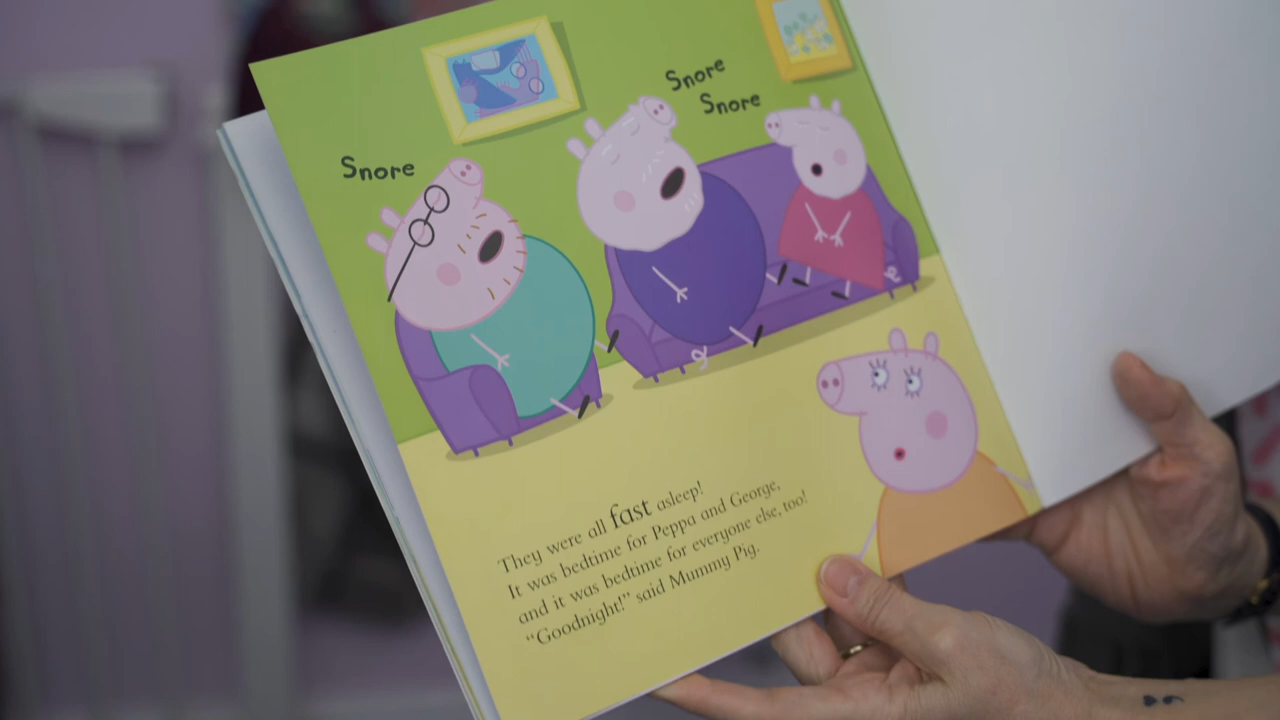 Snore
Snore
Snore
They were all fast asleep!
It was bedtime for Peppa and George,
and it was bedtime for everyone else, too!
“Goodnight!” said Mummy Pig.